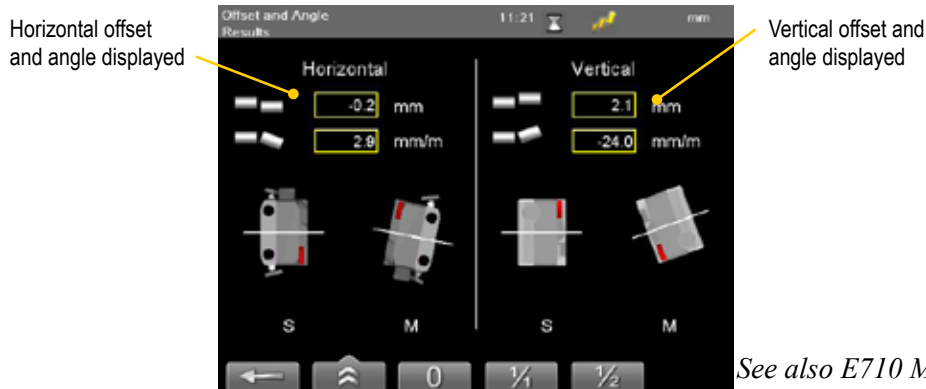 Horizontal offset
and angle displayed
Offset and Angle
Results
11:21
mm
Horizontal
-0.2 mm
2.9 mm/m
Vertical
2.1 mm
-24.0 mm/m
S
M
S
M
0
1/1
1/2
Vertical offset and
angle displayed
See also E710 M